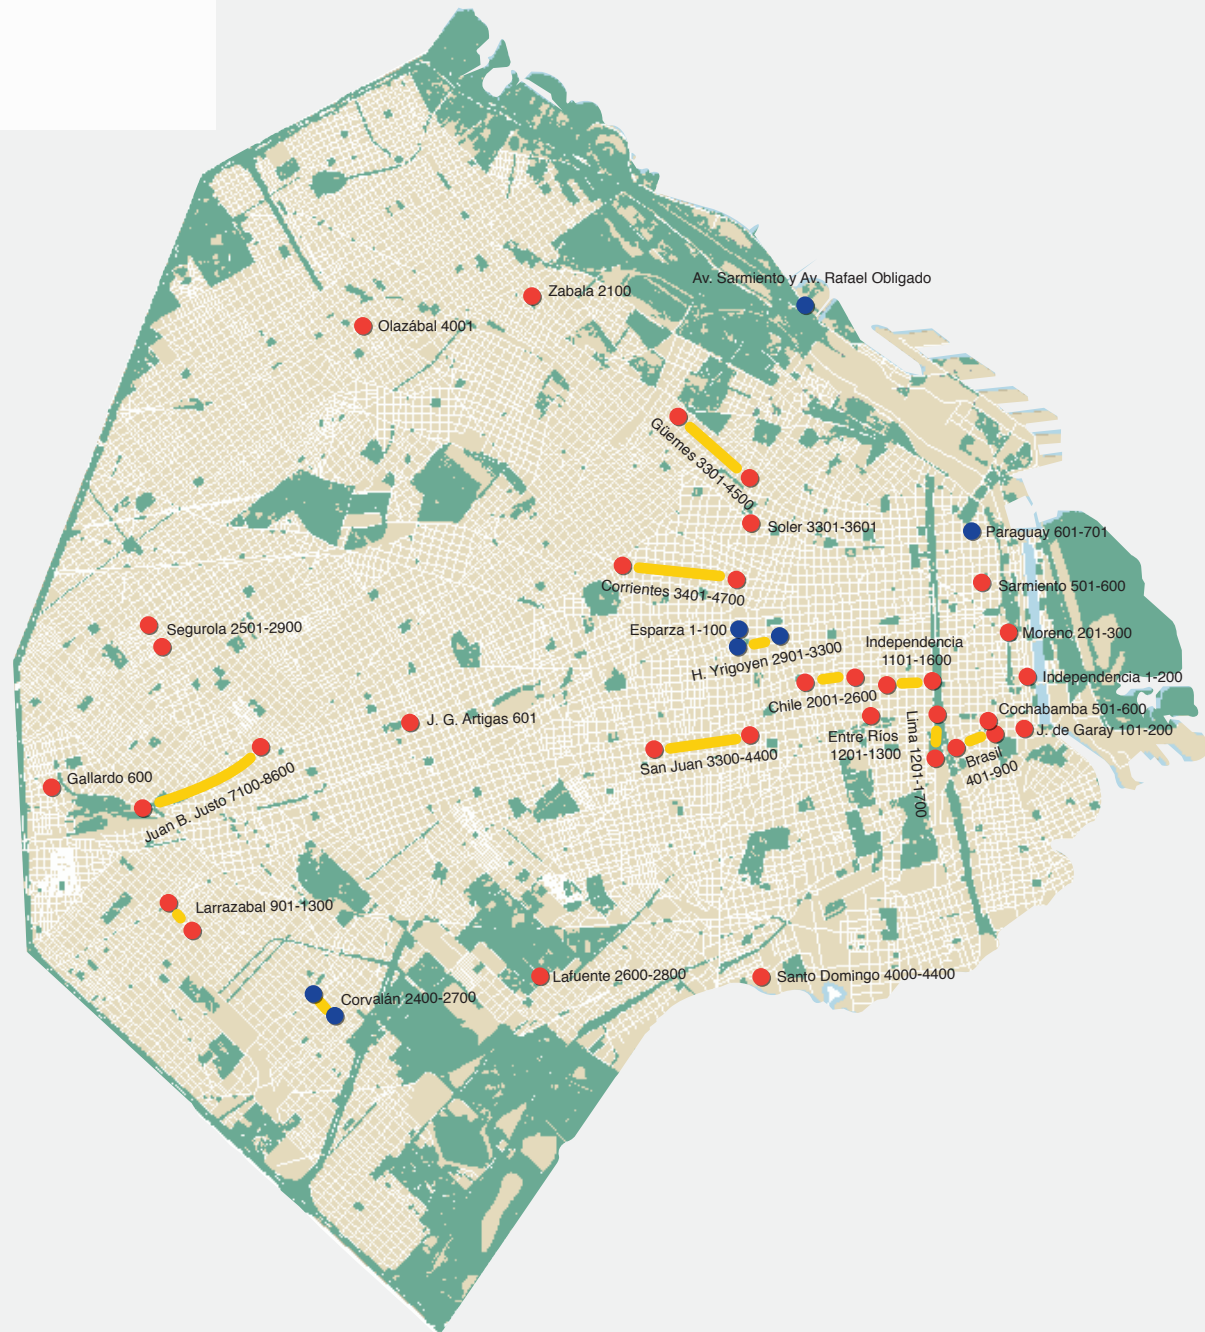 Av. Sarmiento y Av. Rafael Obligado
Zabala 2100
Olazábal 4001
Güemes 3301-4500
Soler 3301-3601
Paraguay 601-701
Corrientes 3401-4700
Sarmiento 501-600
Segurola 2501-2900
Esparza 1-100
Moreno 201-300
H. Yrigoyen 2901-3300
Independencia
1101-1600
Independencia 1-200
Chile 2001-2600
Cochabamba 501-600
J. G. Artigas 601
Entre Ríos
1201-1300
Lima 1201-1700
J. de Garay 101-200
San Juan 3300-4400
Brasil
401-900
Gallardo 600
Juan B. Justo 7100-8600
Larrazabal 901-1300
Lafuente 2600-2800
Santo Domingo 4000-4400
Corvalán 2400-2700